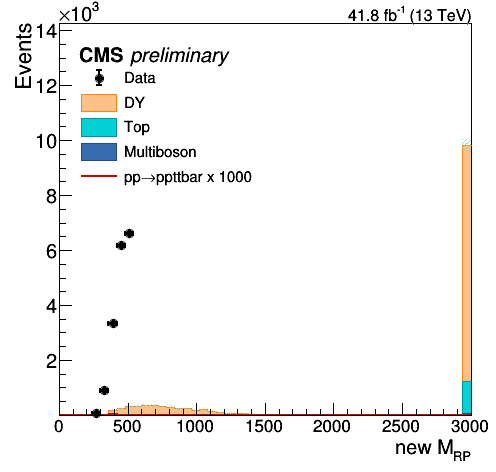 ×10³
41.8 fb⁻¹ (13 TeV)
Events
CMS preliminary
Data
DY
Top
Multiboson
pp→ppttbar x 1000
14
12
10
8
6
4
2
0 500 1000 1500 2000 2500 3000
new M_RP